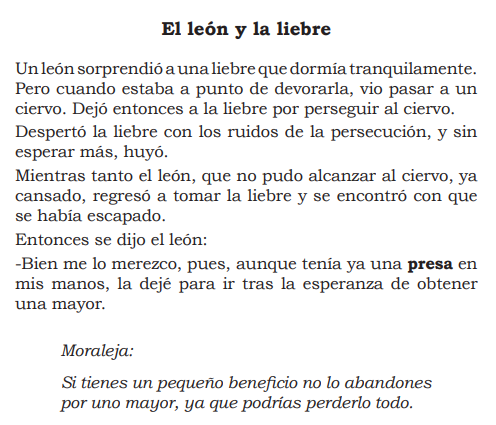 El león y la liebre
Un león sorprendió a una liebre que dormía tranquilamente.
Pero cuando estaba a punto de devorarla, vio pasar a un
ciervo. Dejó entonces a la liebre por perseguir al ciervo.
Despertó la liebre con los ruidos de la persecución, y sin
esperar más, huyó.
Mientras tanto el león, que no pudo alcanzar al ciervo, ya
cansado, regresó a tomar la liebre y se encontró con que
se había escapado.
Entonces se dijo el león:
-Bien me lo merezco, pues, aunque tenía ya una presa en
mis manos, la dejé para ir tras la esperanza de obtener
una mayor.
Moraleja:
Si tienes un pequeño beneficio no lo abandones
por uno mayor, ya que podrías perderlo todo.